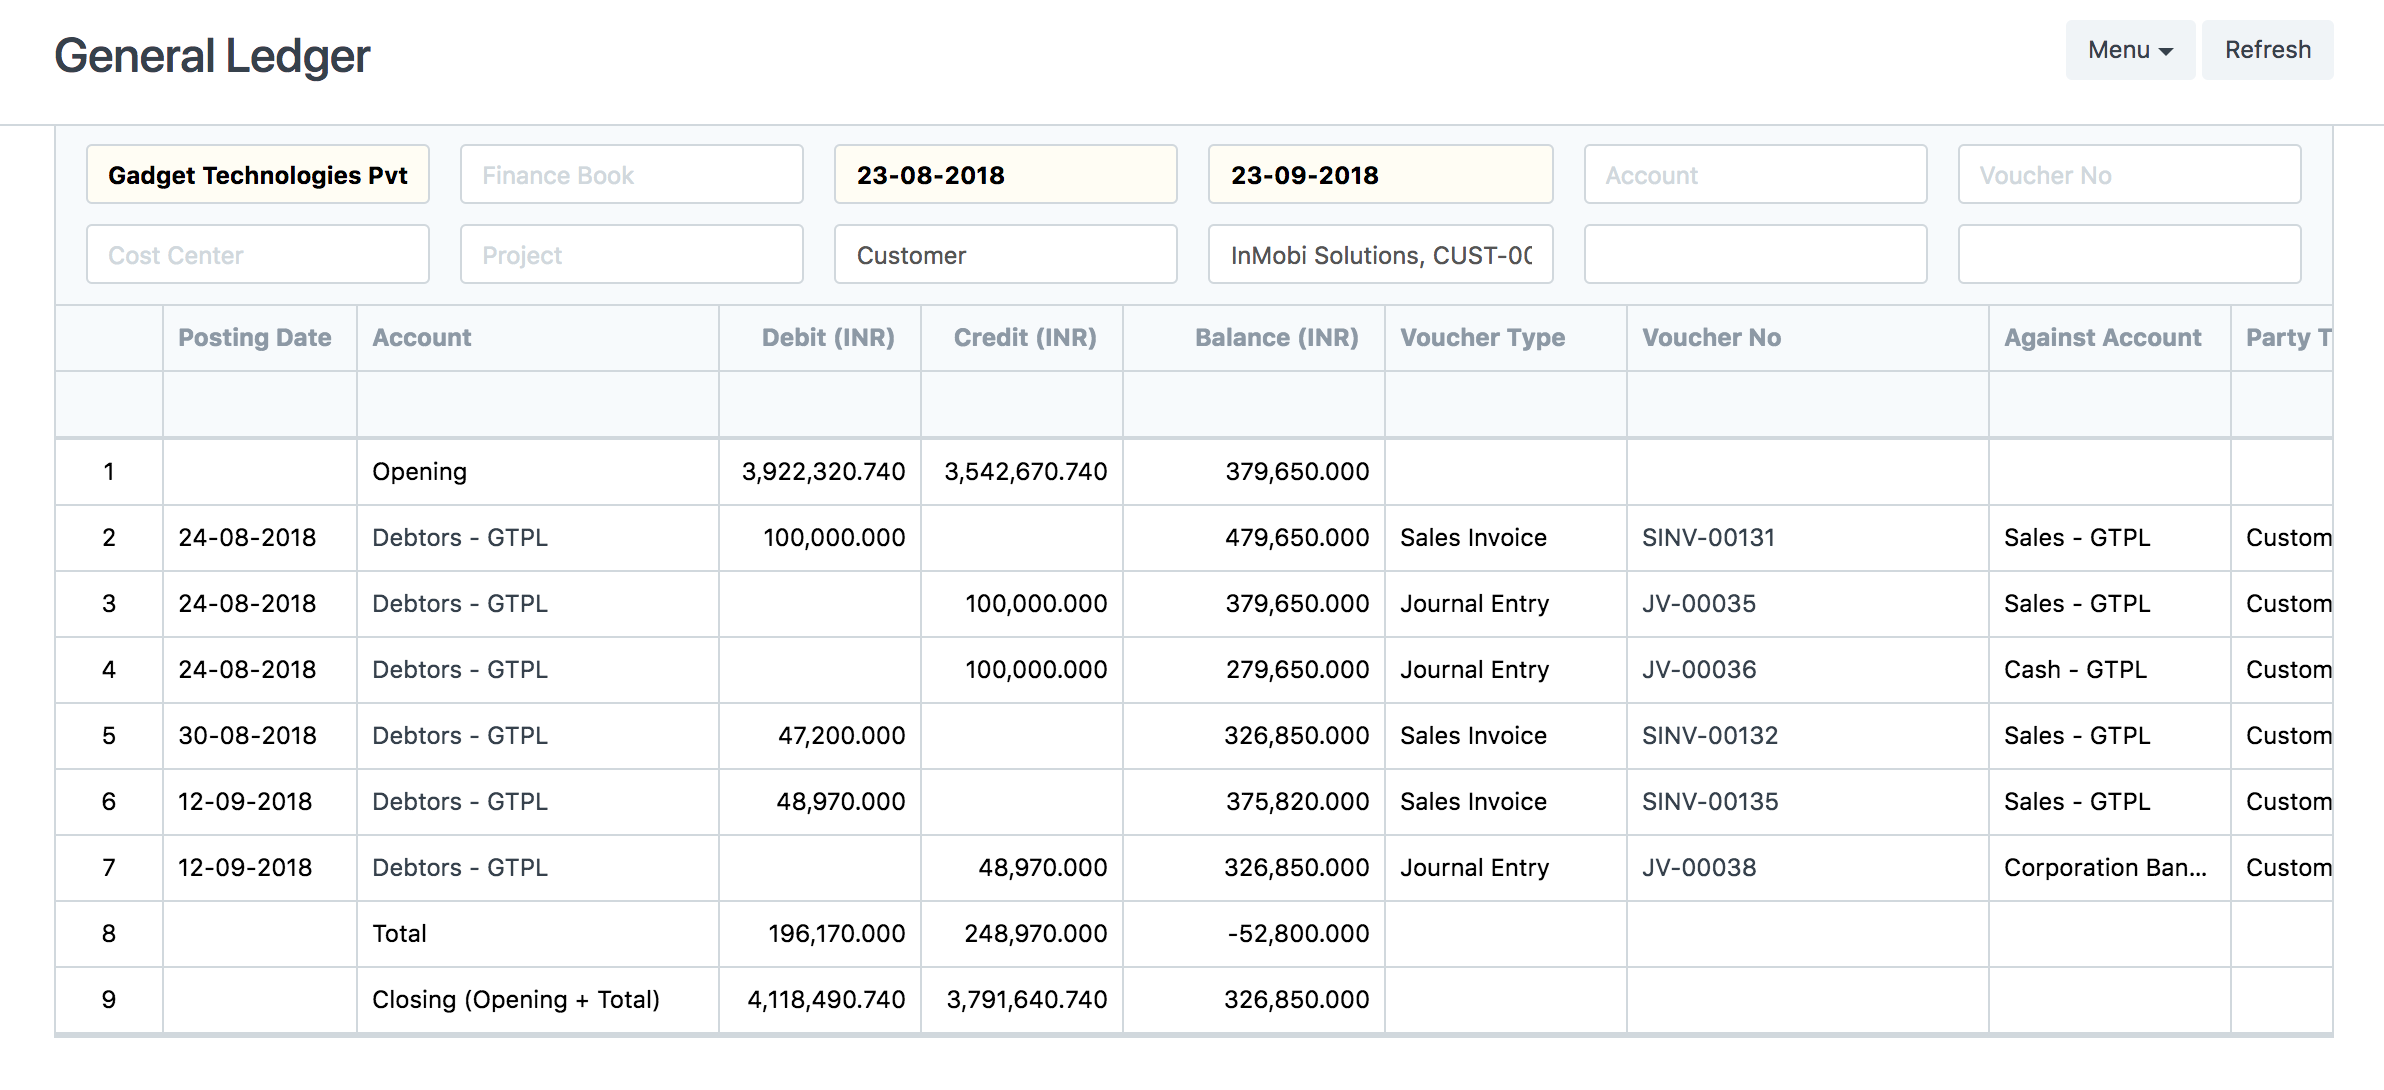 General Ledger
Menu Refresh
Gadget Technologies Pvt Finance Book 23-08-2018 23-09-2018 Account Voucher No
Cost Center Project Customer InMobi Solutions, CUST-00
Posting Date Account Debit (INR) Credit (INR) Balance (INR) Voucher Type Voucher No Against Account Party T
1 Opening 3,922,320.740 3,542,670.740 379,650.000
2 24-08-2018 Debtors - GTPL 100,000.000 479,650.000 Sales Invoice SINV-00131 Sales - GTPL Custom
3 24-08-2018 Debtors - GTPL 100,000.000 379,650.000 Journal Entry JV-00035 Sales - GTPL Custom
4 24-08-2018 Debtors - GTPL 100,000.000 279,650.000 Journal Entry JV-00036 Cash - GTPL Custom
5 30-08-2018 Debtors - GTPL 47,200.000 326,850.000 Sales Invoice SINV-00132 Sales - GTPL Custom
6 12-09-2018 Debtors - GTPL 48,970.000 375,820.000 Sales Invoice SINV-00135 Sales - GTPL Custom
7 12-09-2018 Debtors - GTPL 48,970.000 326,850.000 Journal Entry JV-00038 Corporation Ban... Custom
8 Total 196,170.000 248,970.000 -52,800.000
9 Closing (Opening + Total) 4,118,490.740 3,791,640.740 326,850.000